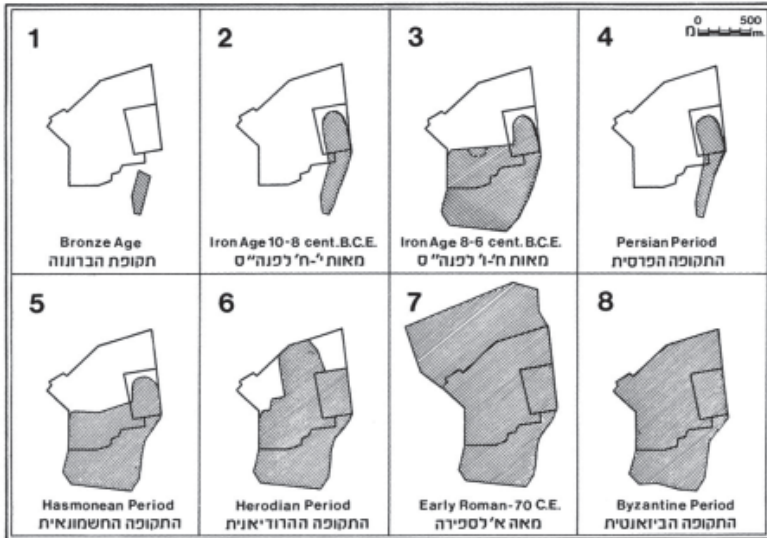 1
Bronze Age
תקופת הברונזה
2
Iron Age 10-8 cent. B.C.E.
מאות י'-ח' לפנה"ס
3
Iron Age 8-6 cent. B.C.E.
מאות ח'-ו' לפנה"ס
4
0 500
מ m.
Persian Period
התקופה הפרסית
5
Hasmonean Period
התקופה החשמונאית
6
Herodian Period
התקופה ההרודיאנית
7
Early Roman-70 C.E.
מאה א' לספירה
8
Byzantine Period
התקופה הביזאנטית